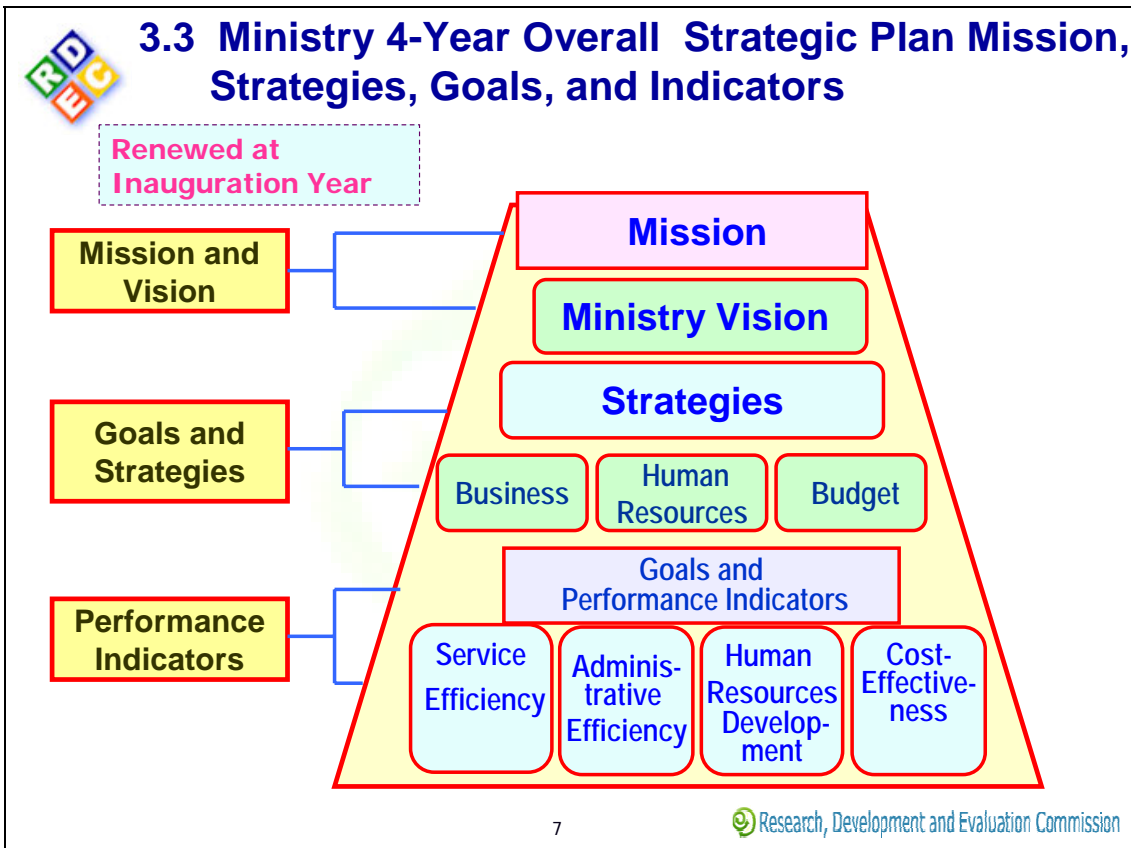 3.3 Ministry 4-Year Overall Strategic Plan Mission,
Strategies, Goals, and Indicators
R D E C
Renewed at
Inauguration Year
Mission and
Vision
Mission
Ministry Vision
Goals and
Strategies
Strategies
Business
Human
Resources
Budget
Performance
Indicators
Goals and
Performance Indicators
Service
Efficiency
Adminis-
trative
Efficiency
Human
Resources
Develop-
ment
Cost-
Effective-
ness
7
Research, Development and Evaluation Commission